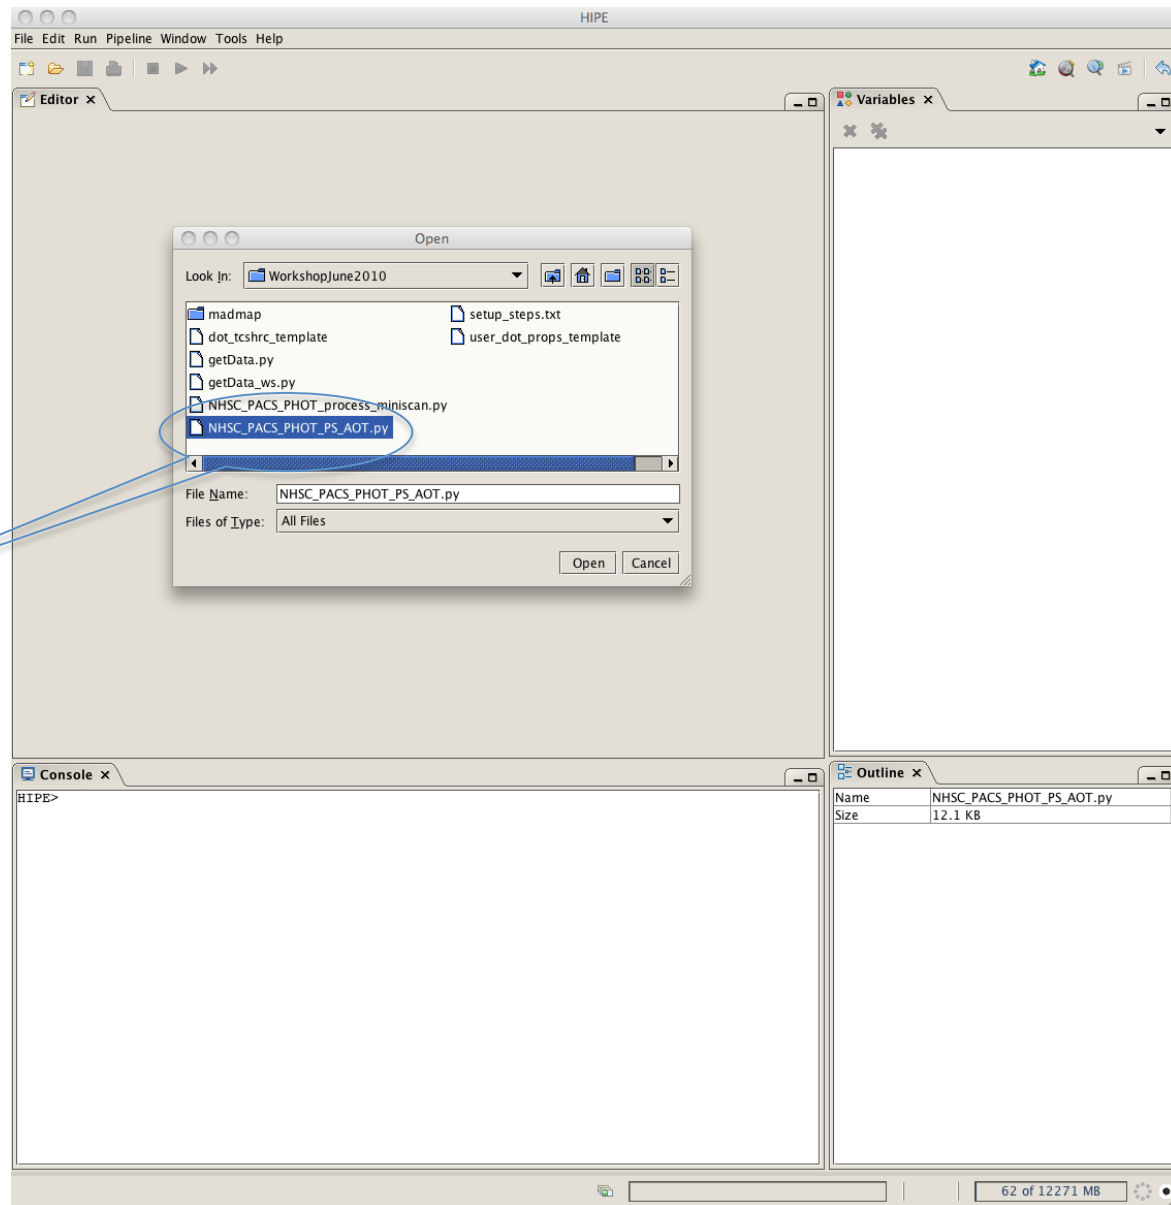 HIPE
File Edit Run Pipeline Window Tools Help
Editor
Variables
Open
Look In: WorkshopJune2010
madmap
setup_steps.txt
dot_tcshrc_template
user_dot_props_template
getData.py
getData_ws.py
NHSC_PACS_PHOT_process_miniscan.py
NHSC_PACS_PHOT_PS_AOT.py
File Name: NHSC_PACS_PHOT_PS_AOT.py
Files of Type: All Files
Open Cancel
Console
HIPE>
Outline
Name NHSC_PACS_PHOT_PS_AOT.py
Size 12.1 KB
62 of 12271 MB